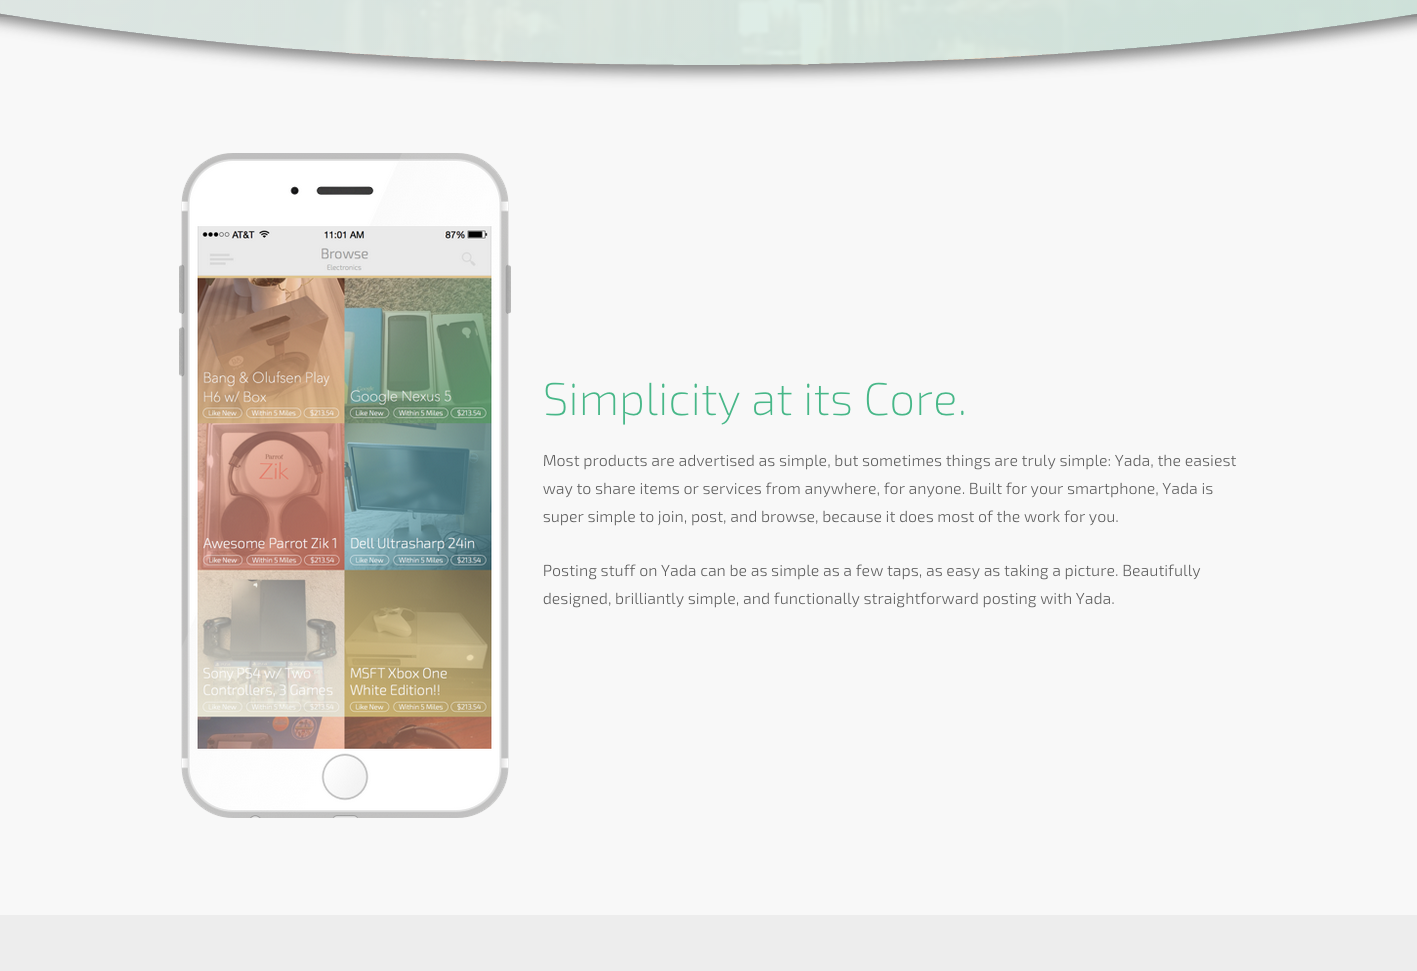 AT&T 11:01 AM 87%
Browse
Electronics
Bang & Olufsen Play
H6 w/ Box
Like New Within 5 Miles $213.54
Google Nexus 5
Like New Within 5 Miles $213.54
Parrot
Zik
Awesome Parrot Zik 1
Like New Within 5 Miles $213.54
Dell Ultrasharp 24in
Like New Within 5 Miles $213.54
Sony PS4 w/ Two
Controllers, 3 Games
Like New Within 5 Miles $213.54
MSFT Xbox One
White Edition!!
Like New Within 5 Miles $213.54
Simplicity at its Core.
Most products are advertised as simple, but sometimes things are truly simple: Yada, the easiest
way to share items or services from anywhere, for anyone. Built for your smartphone, Yada is
super simple to join, post, and browse, because it does most of the work for you.
Posting stuff on Yada can be as simple as a few taps, as easy as taking a picture. Beautifully
designed, brilliantly simple, and functionally straightforward posting with Yada.